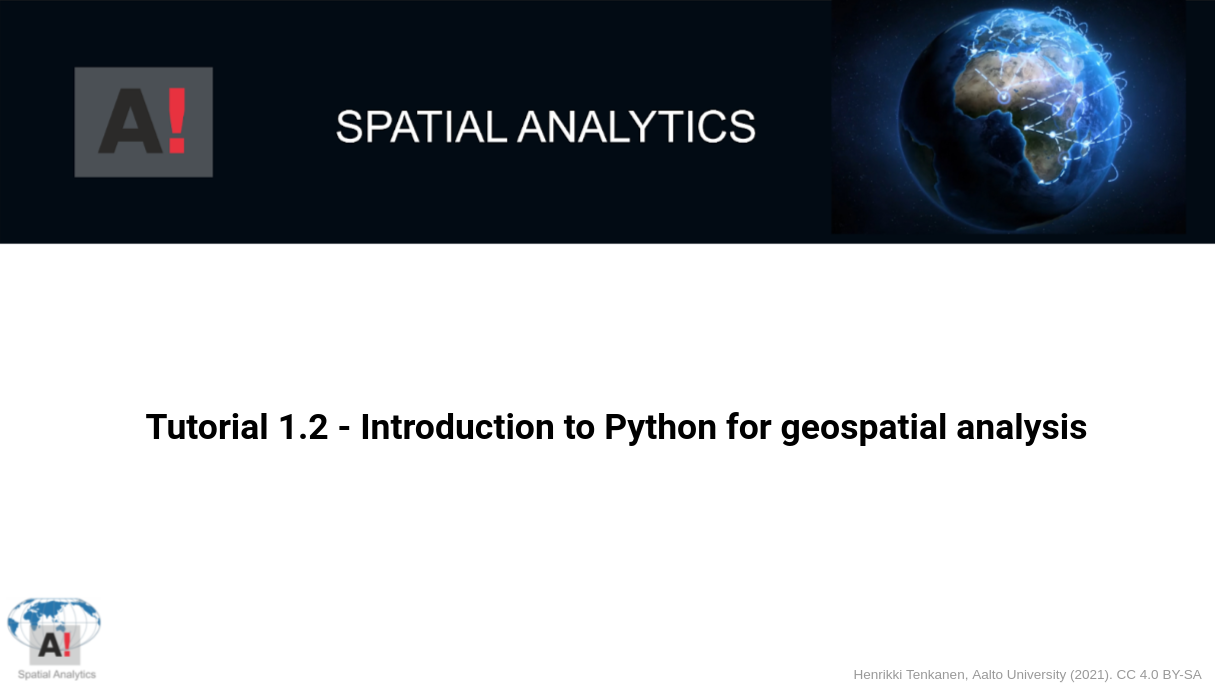 A!
SPATIAL ANALYTICS
Tutorial 1.2 - Introduction to Python for geospatial analysis
A!
Spatial Analytics
Henrikki Tenkanen, Aalto University (2021). CC 4.0 BY-SA